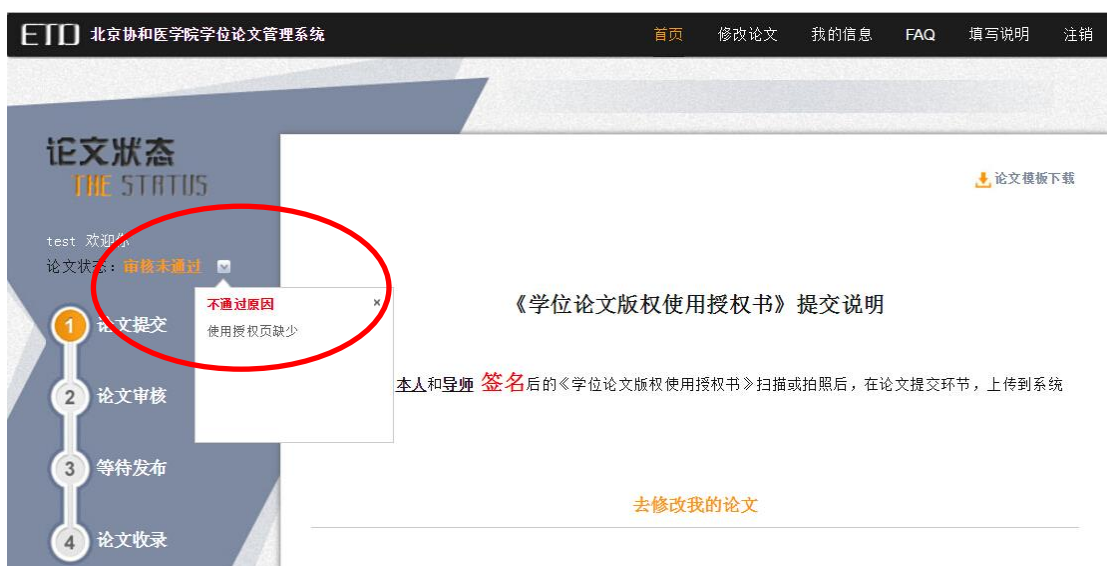 ETD 北京协和医学院学位论文管理系统 首页 修改论文 我的信息 FAQ 填写说明 注销
论文状态
THE STATUS
论文模板下载
test 欢迎你
论文状态：审核未通过
不通过原因 ×
使用授权页缺少
1 论文提交
2 论文审核
3 等待发布
4 论文收录
《学位论文版权使用授权书》提交说明
本人和导师 签名后的《学位论文版权使用授权书》扫描或拍照后，在论文提交环节，上传到系统
去修改我的论文